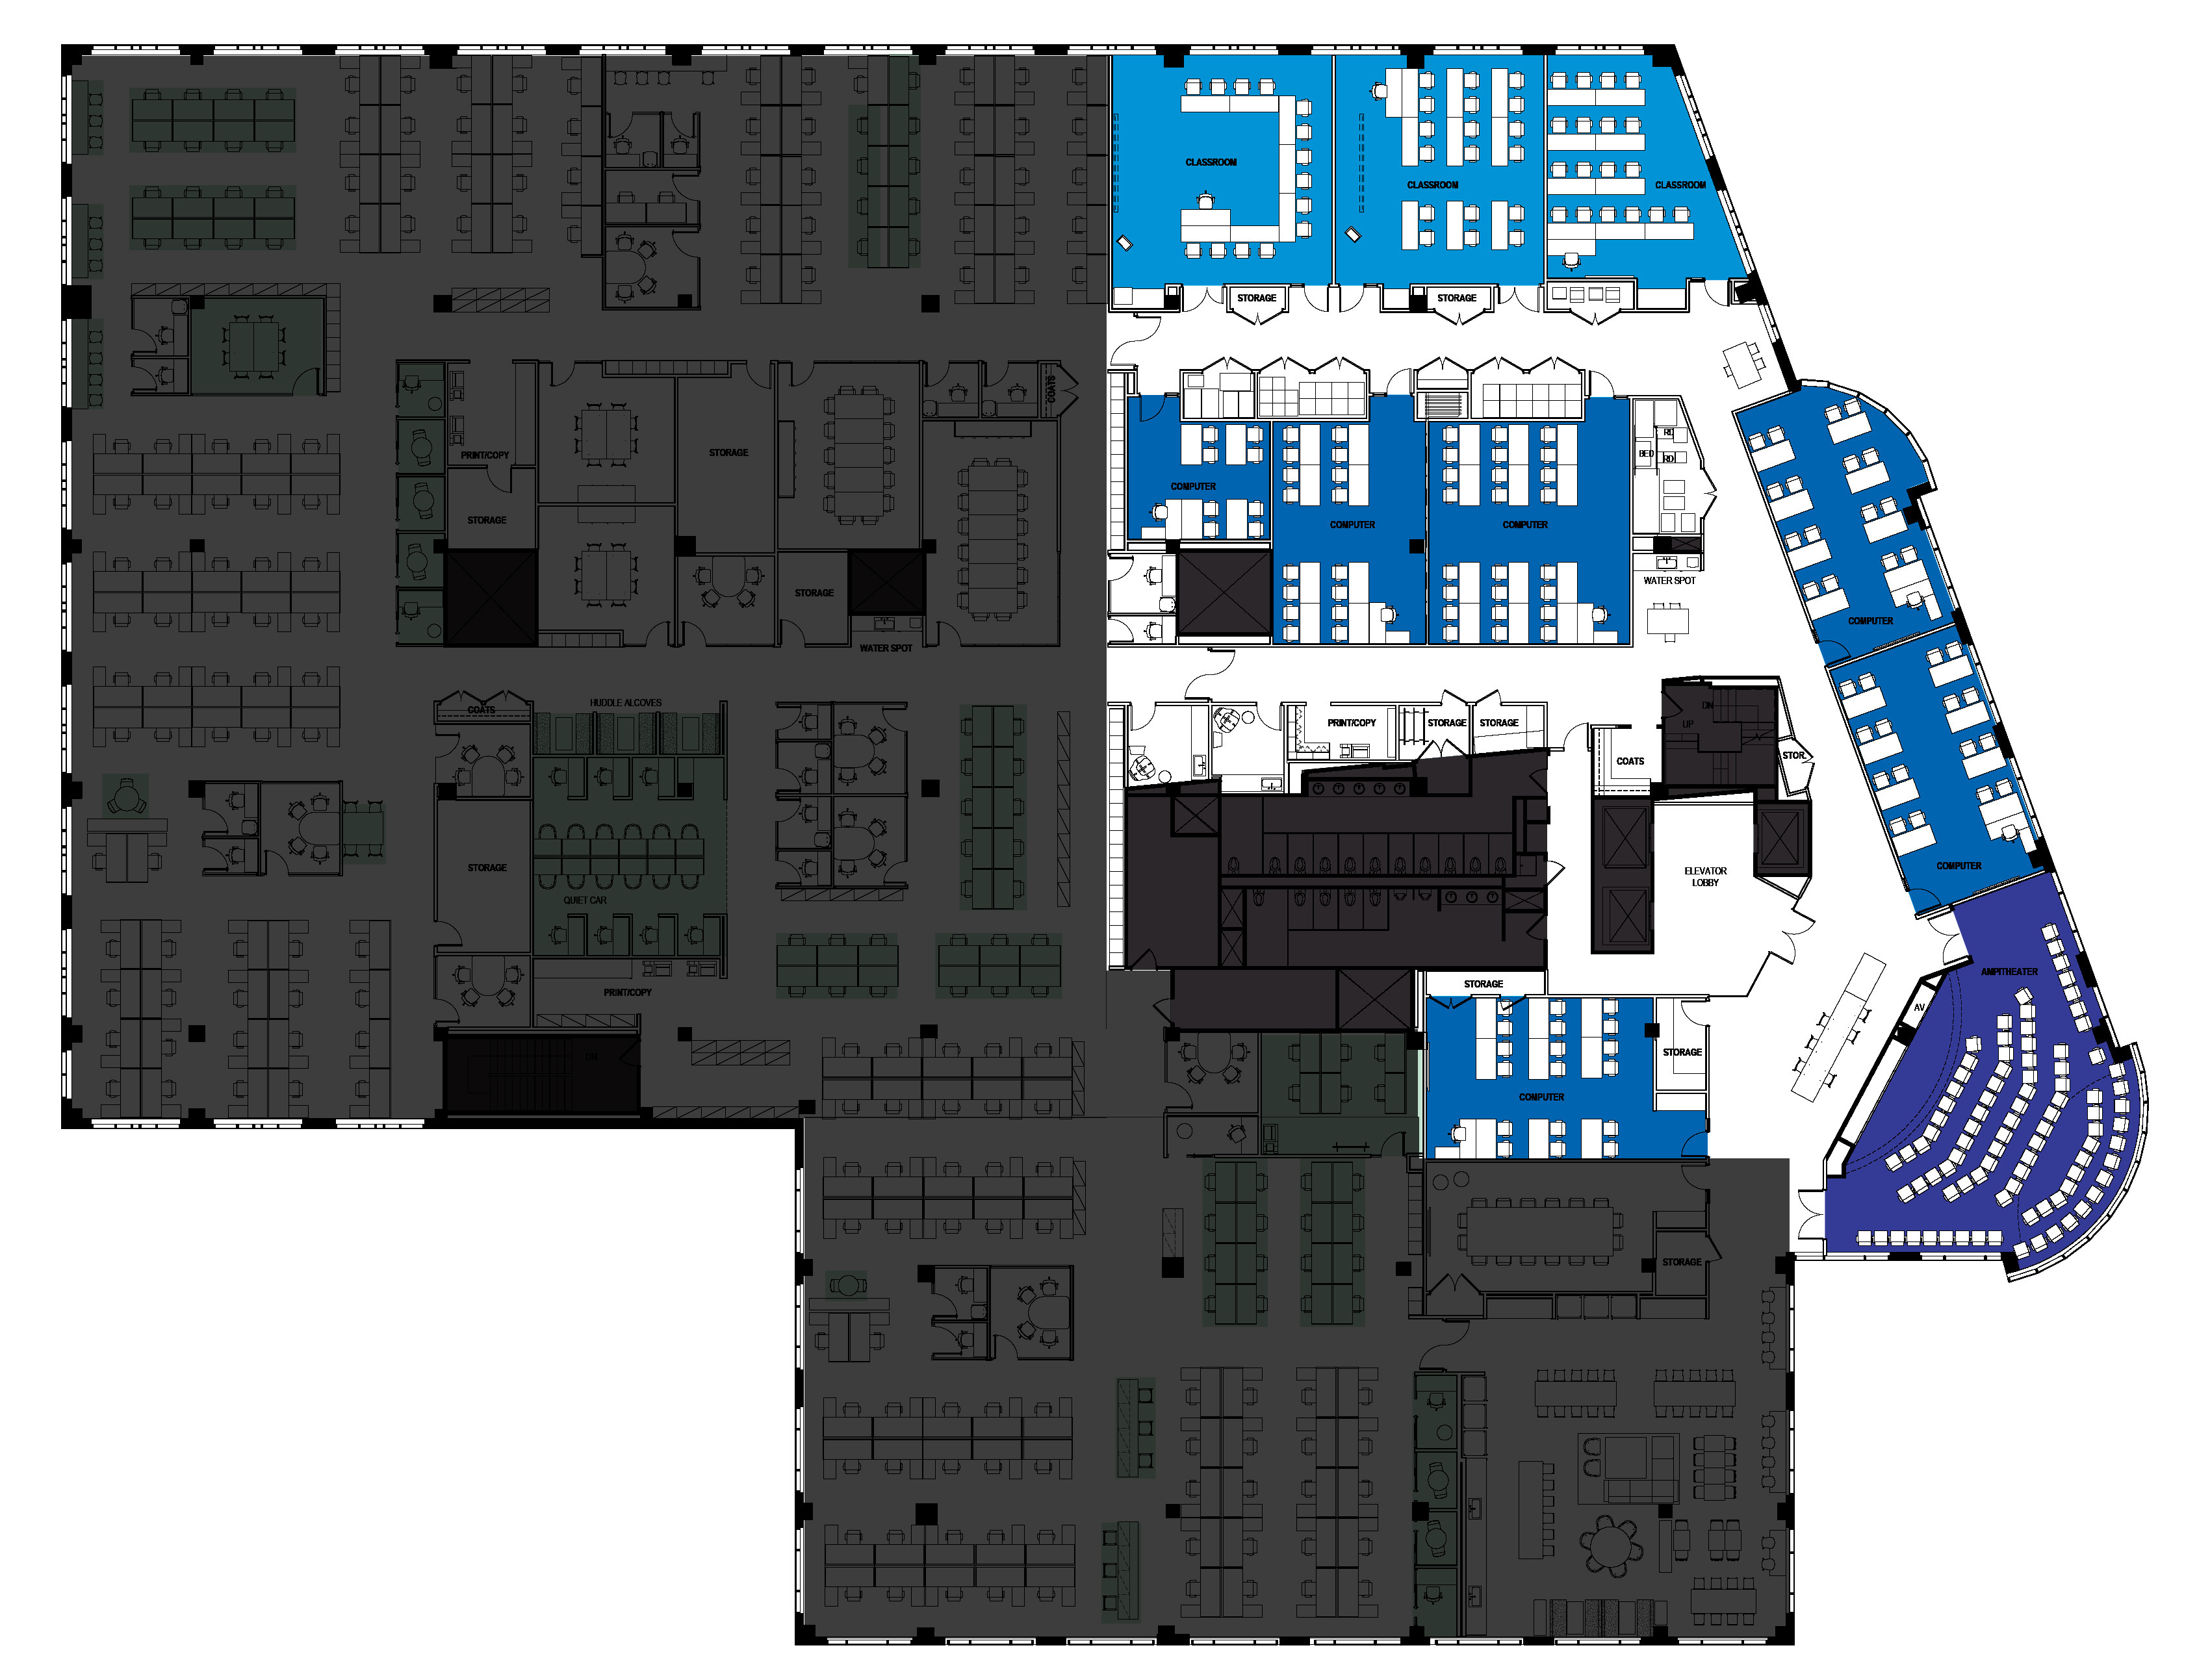 CLASSROOM
CLASSROOM
CLASSROOM
STORAGE
STORAGE
COATS
PRINT/COPY
STORAGE
STORAGE
STORAGE
WATER SPOT
COMPUTER
COMPUTER
COMPUTER
BED
RD
RD
WATER SPOT
COMPUTER
COMPUTER
COATS
HUDDLE ALCOVES
PRINT/COPY
STORAGE
STORAGE
UP
DN
COATS
STOR.
STORAGE
QUIET CAR
ELEVATOR
LOBBY
PRINT/COPY
DN
STORAGE
AMPITHEATER
AV
STORAGE
COMPUTER
STORAGE